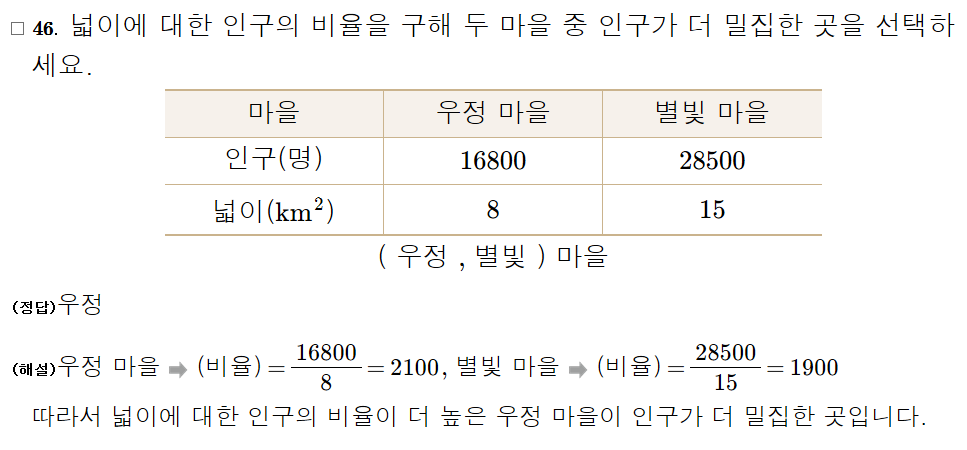 □ 46. 넓이에 대한 인구의 비율을 구해 두 마을 중 인구가 더 밀집한 곳을 선택하
세요.
마을 우정 마을 별빛 마을
인구(명) 16800 28500
넓이(km²) 8 15
( 우정 , 별빛 ) 마을
(정답)우정
(해설)우정 마을 ➡ (비율) = 16800/8 = 2100, 별빛 마을 ➡ (비율) = 28500/15 = 1900
따라서 넓이에 대한 인구의 비율이 더 높은 우정 마을이 인구가 더 밀집한 곳입니다.